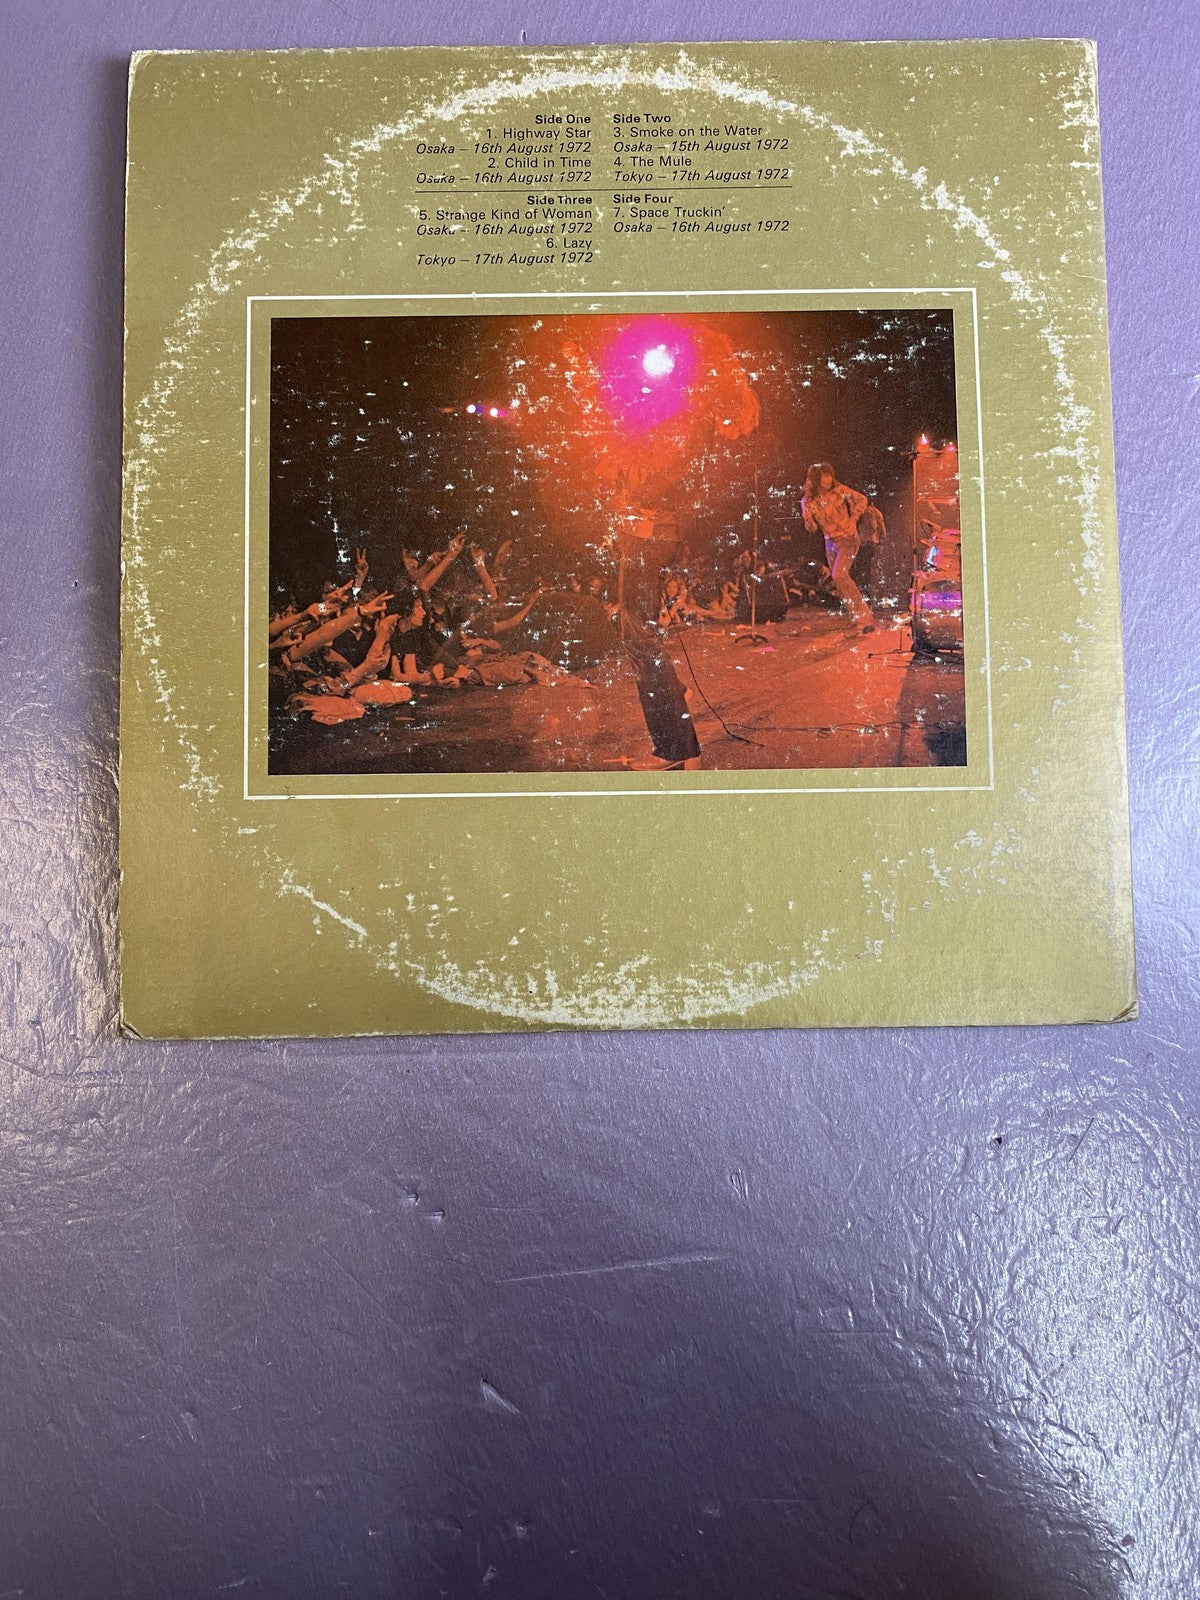 Side One
1. Highway Star
Osaka – 16th August 1972
2. Child in Time
Osaka – 16th August 1972
Side Two
3. Smoke on the Water
Osaka – 15th August 1972
4. The Mule
Tokyo – 17th August 1972
Side Three
5. Strange Kind of Woman
Osaka – 16th August 1972
6. Lazy
Tokyo – 17th August 1972
Side Four
7. Space Truckin'
Osaka – 16th August 1972